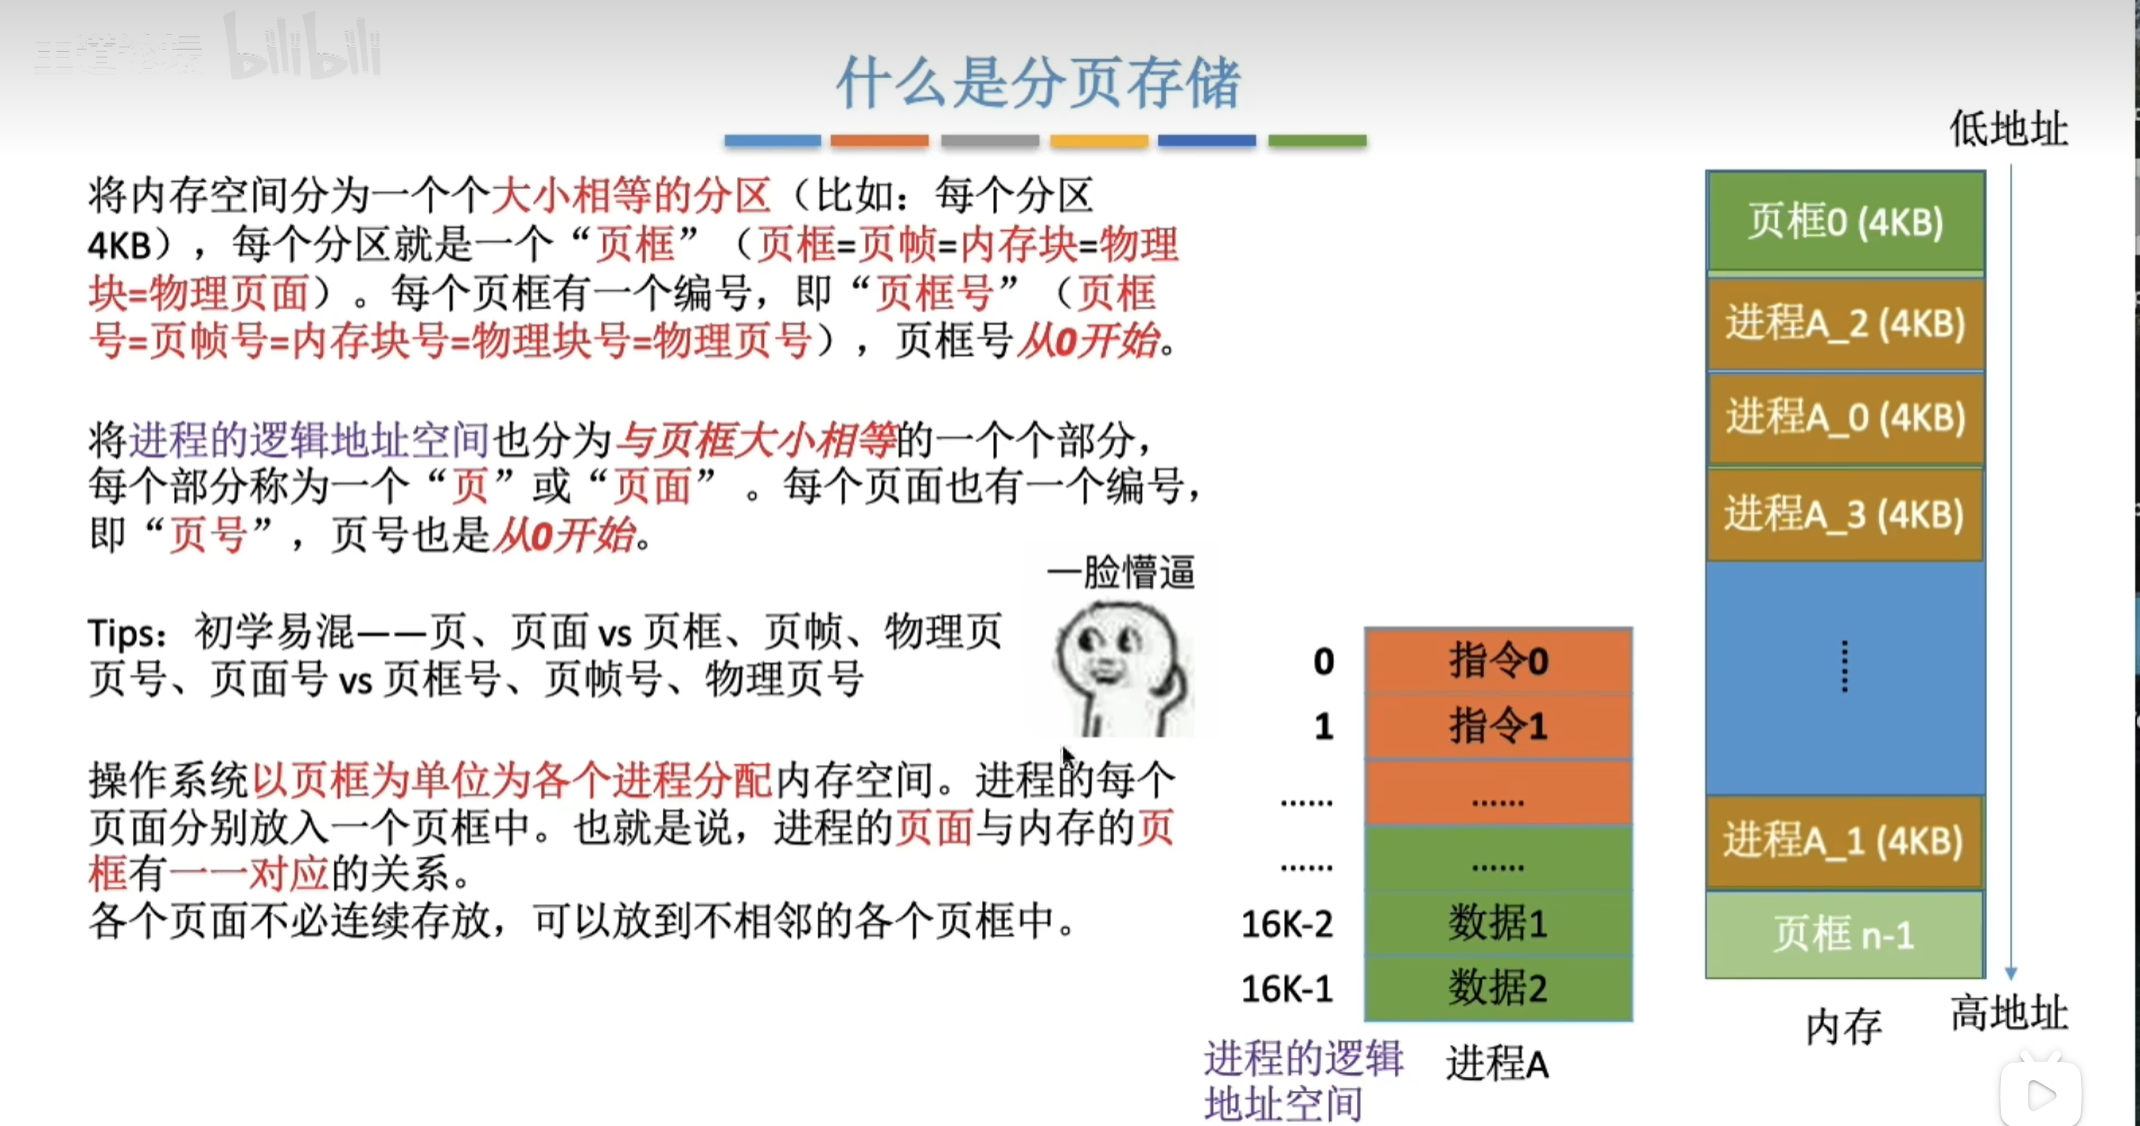 bilibili
什么是分页存储
将内存空间分为一个个大小相等的分区（比如：每个分区
4KB），每个分区就是一个“页框”（页框=页帧=内存块=物理
块=物理页面）。每个页框有一个编号，即“页框号”（页框
号=页帧号=内存块号=物理块号=物理页号），页框号从0开始。
将进程的逻辑地址空间也分为与页框大小相等的一个个部分，
每个部分称为一个“页”或“页面” 。每个页面也有一个编号，
即“页号”，页号也是从0开始。
Tips：初学易混——页、页面 vs 页框、页帧、物理页
页号、页面号 vs 页框号、页帧号、物理页号
一脸懵逼
操作系统以页框为单位为各个进程分配内存空间。进程的每个
页面分别放入一个页框中。也就是说，进程的页面与内存的页
框有一一对应的关系。
各个页面不必连续存放，可以放到不相邻的各个页框中。
0 指令0
1 指令1
...... ......
...... ......
16K-2 数据1
16K-1 数据2
进程的逻辑
地址空间
进程A
低地址
页框0 (4KB)
进程A_2 (4KB)
进程A_0 (4KB)
进程A_3 (4KB)
......
进程A_1 (4KB)
页框 n-1
内存
高地址